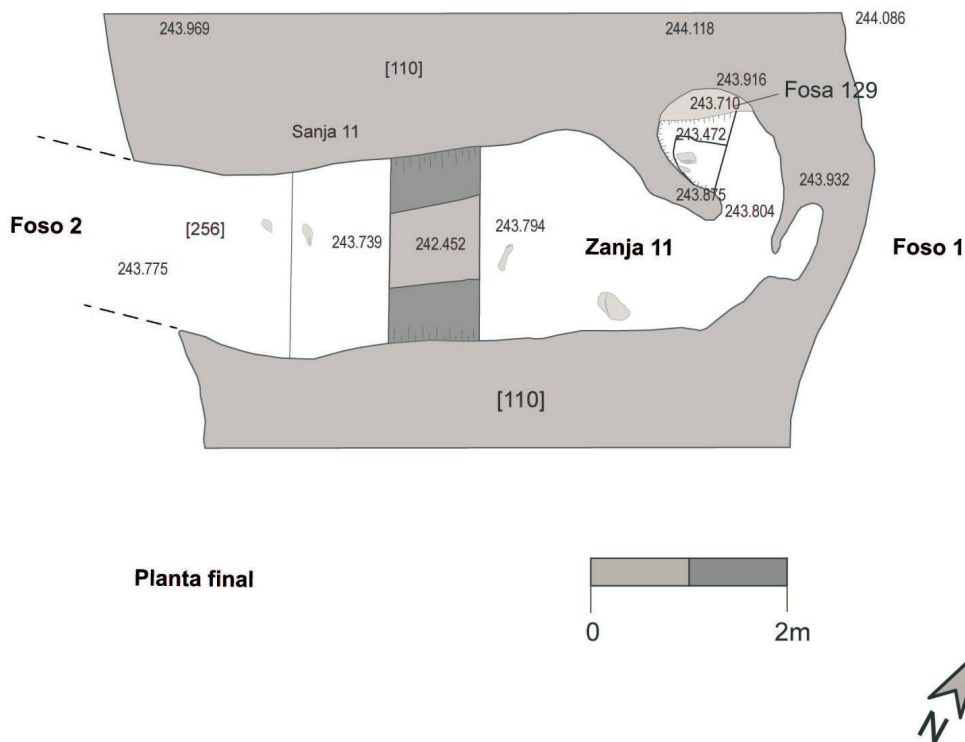 243.969
244.118
244.086
[110]
243.916
Fosa 129
243.710
Sanja 11
243.472
243.875
243.932
243.804
Foso 2
[256]
243.739
242.452
243.794
Zanja 11
Foso 1
243.775
[110]
Planta final
0
2m
N